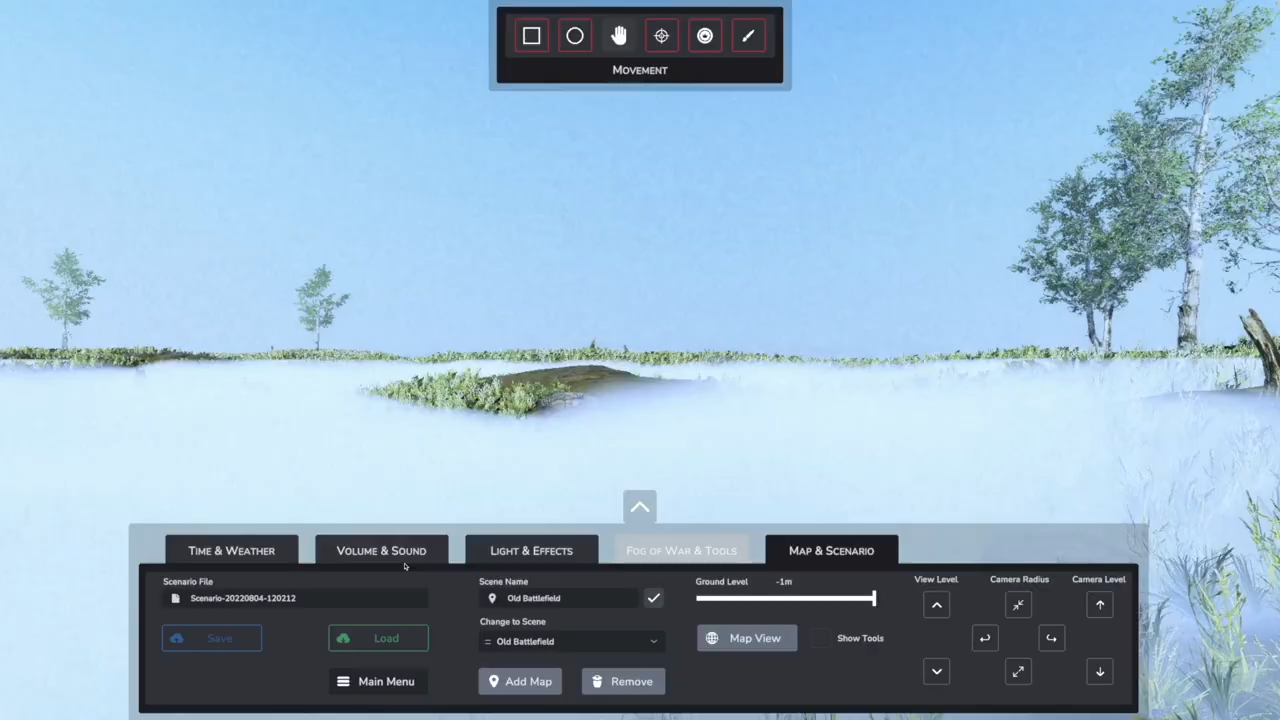 Movement
Time & Weather
Volume & Sound
Light & Effects
Fog of War & Tools
Map & Scenario
Scenario File
Scenario-20220804-120212
Save
Load
Main Menu
Scene Name
Old Battlefield
Change to Scene
Old Battlefield
Add Map
Remove
Ground Level -1m
Map View
Show Tools
View Level
Camera Radius
Camera Level